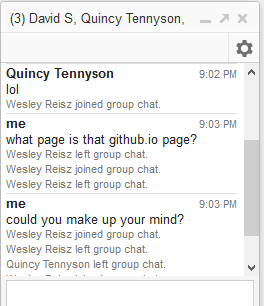 (3) David S, Quincy Tennyson,
Quincy Tennyson 9:02 PM
lol
Wesley Reisz joined group chat.
me 9:03 PM
what page is that github.io page?
Wesley Reisz joined group chat.
Wesley Reisz left group chat.
me 9:03 PM
could you make up your mind?
Wesley Reisz joined group chat.
Wesley Reisz left group chat.
Quincy Tennyson left group chat.
Wesley Reisz joined group chat.